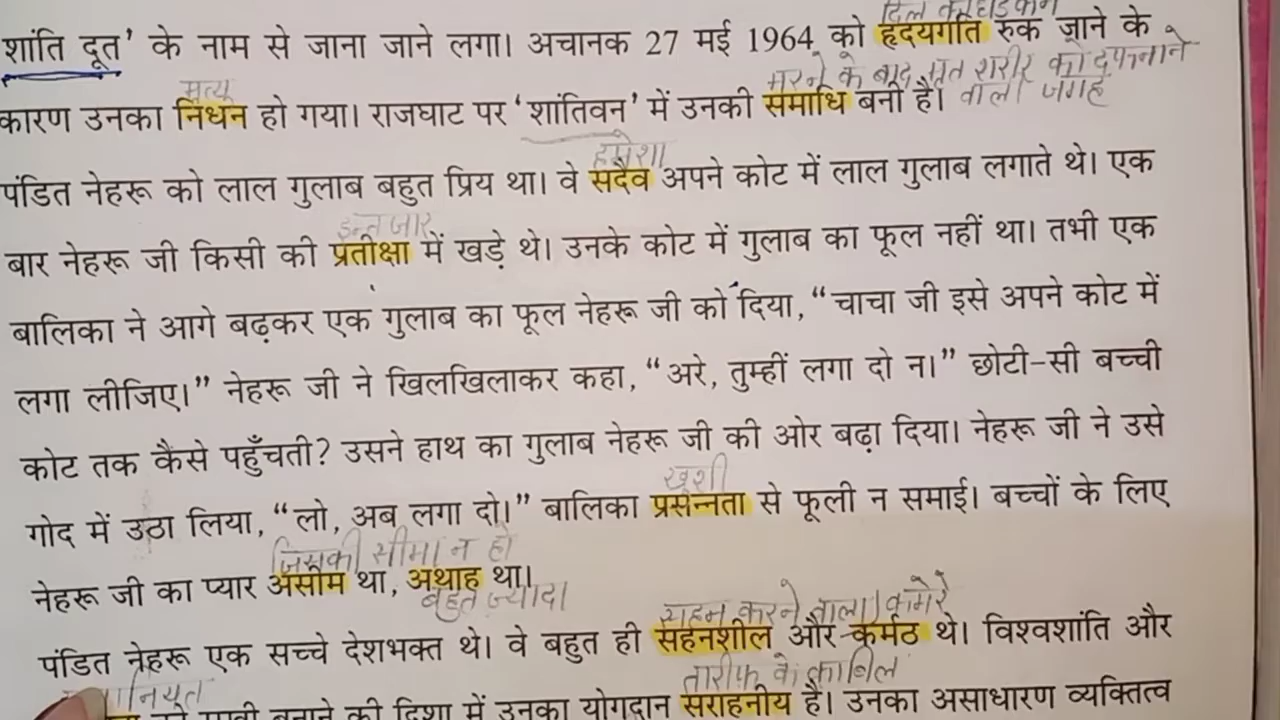 दिल की धड़कन
शांति दूत’ के नाम से जाना जाने लगा। अचानक 27 मई 1964 को हृदयगति रुक जाने के
मृत्यु मरने के बाद मृत शरीर को दफनाने
कारण उनका निधन हो गया। राजघाट पर ‘शांतिवन’ में उनकी समाधि बनी है। वाली जगह
हमेशा
पंडित नेहरू को लाल गुलाब बहुत प्रिय था। वे सदैव अपने कोट में लाल गुलाब लगाते थे। एक
इन्तजार
बार नेहरू जी किसी की प्रतीक्षा में खड़े थे। उनके कोट में गुलाब का फूल नहीं था। तभी एक
बालिका ने आगे बढ़कर एक गुलाब का फूल नेहरू जी को दिया, “चाचा जी इसे अपने कोट में
लगा लीजिए।” नेहरू जी ने खिलखिलाकर कहा, “अरे, तुम्हीं लगा दो न।” छोटी-सी बच्ची
कोट तक कैसे पहुँचती? उसने हाथ का गुलाब नेहरू जी की ओर बढ़ा दिया। नेहरू जी ने उसे
खुशी
गोद में उठा लिया, “लो, अब लगा दो।” बालिका प्रसन्नता से फूली न समाई। बच्चों के लिए
जिसकी सीमा न हो
नेहरू जी का प्यार असीम था, अथाह था।
बहुत ज्यादा
सहन करने वाला
पंडित नेहरू एक सच्चे देशभक्त थे। वे बहुत ही सहनशील और कर्मठ थे। विश्वशांति और
तारीफ के काबिल
बनाने की दिशा में उनका योगदान सराहनीय है। उनका असाधारण व्यक्तित्व